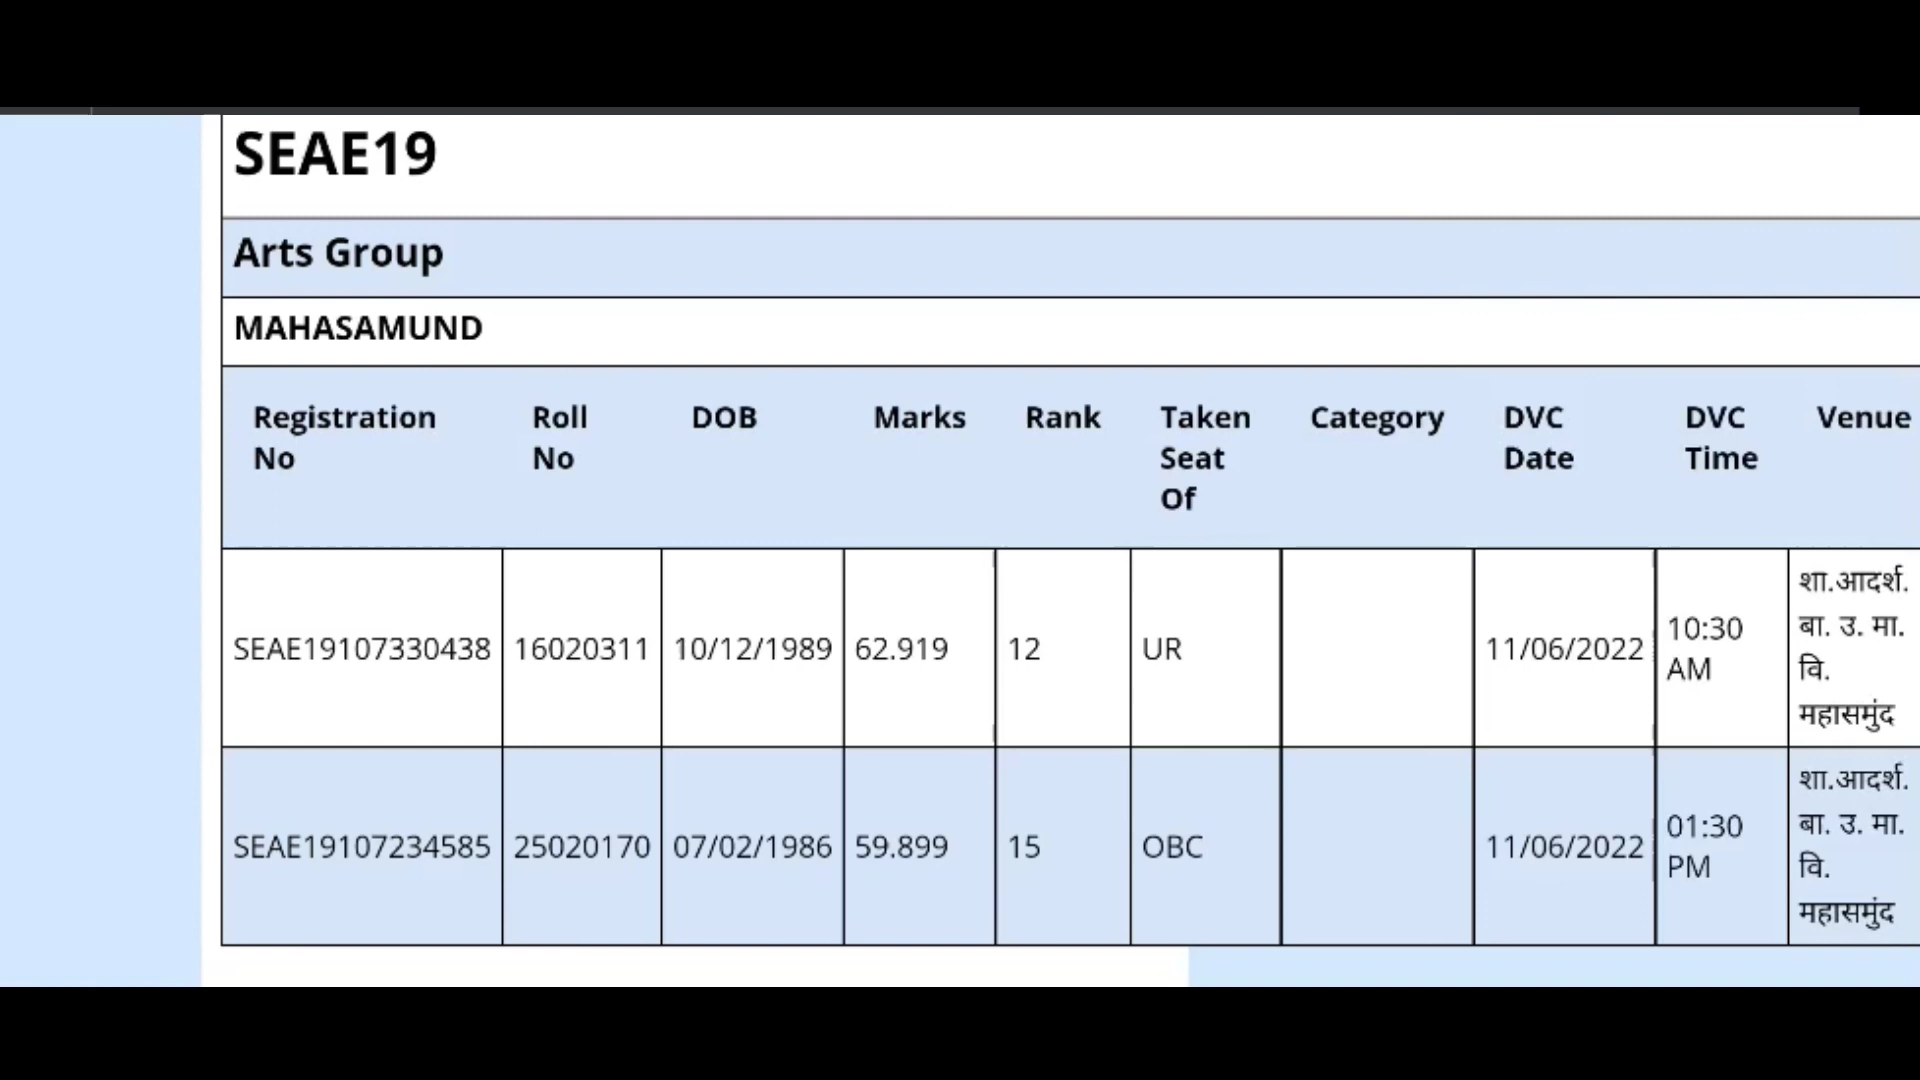 SEAE19
Arts Group
MAHASAMUND
Registration No Roll No DOB Marks Rank Taken Seat Of Category DVC Date DVC Time Venue
SEAE19107330438 16020311 10/12/1989 62.919 12 UR 11/06/2022 10:30 AM शा.आदर्श. बा. उ. मा. वि. महासमुंद
SEAE19107234585 25020170 07/02/1986 59.899 15 OBC 11/06/2022 01:30 PM शा.आदर्श. बा. उ. मा. वि. महासमुंद